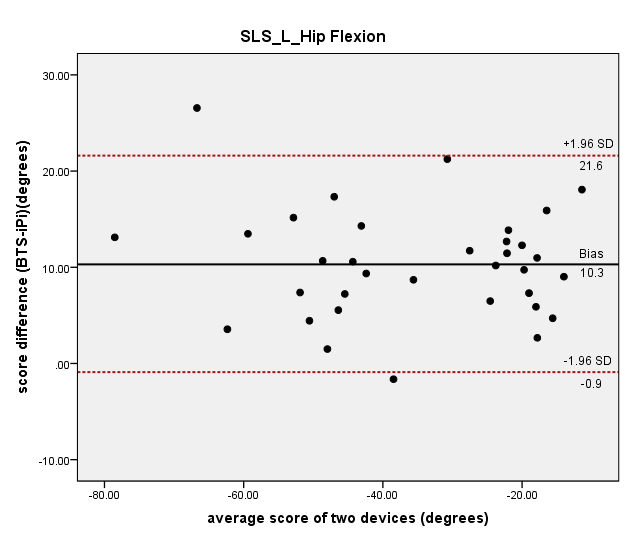 SLS_L_Hip Flexion
score difference (BTS-iPi)(degrees)
30.00
20.00
10.00
.00
-10.00
+1.96 SD
21.6
Bias
10.3
-1.96 SD
-0.9
-80.00
-60.00
-40.00
-20.00
average score of two devices (degrees)